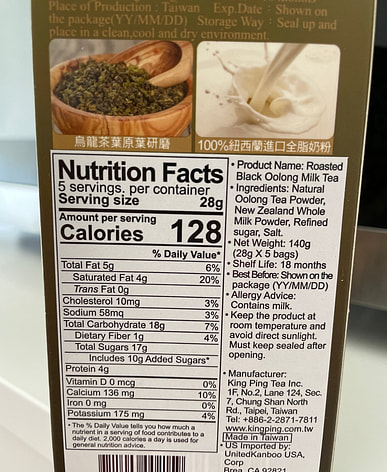 Place of Production : Taiwan Exp.Date : Shown on
the package(YY/MM/DD) Storage Way : Seal up and
place in a clean,cool and dry environment.
烏龍茶葉原葉研磨
100%紐西蘭進口全脂奶粉
Nutrition Facts
5 servings. per container
Serving size 28g
Amount per serving
Calories 128
% Daily Value*
Total Fat 5g 6%
Saturated Fat 4g 20%
Trans Fat 0g
Cholesterol 10mg 3%
Sodium 58mq 3%
Total Carbohydrate 18g 7%
Dietary Fiber 1g 4%
Total Sugars 17g
Includes 10g Added Sugars*
Protein 4g
Vitamin D 0 mcg 0%
Calcium 136 mg 10%
Iron 0 mg 0%
Potassium 175 mg 4%
* The % Daily Value tells you how much a
nutrient in a serving of food contributes to a
daily diet. 2,000 calories a day is used for
general nutrition advice.
• Product Name: Roasted
Black Oolong Milk Tea
• Ingredients: Natural
Oolong Tea Powder,
New Zealand Whole
Milk Powder, Refined
sugar, Salt.
• Net Weight: 140g
(28g X 5 bags)
• Shelf Life: 18 months
• Best Before: Shown on the
package (YY/MM/DD)
• Allergy Advice:
Contains milk.
• Keep the product at
room temperature and
avoid direct sunlight.
Must keep sealed after
opening.
• Manufacturer:
King Ping Tea Inc.
1F, No.2, Lane 124, Sec.
7, Chung Shan North
Rd., Taipei, Taiwan
Tel: +886-2-2871-7811
www.kingping.com.tw
Made in Taiwan
• US Imported by:
UnitedKanboo USA,
Corp
Brea, CA 92821